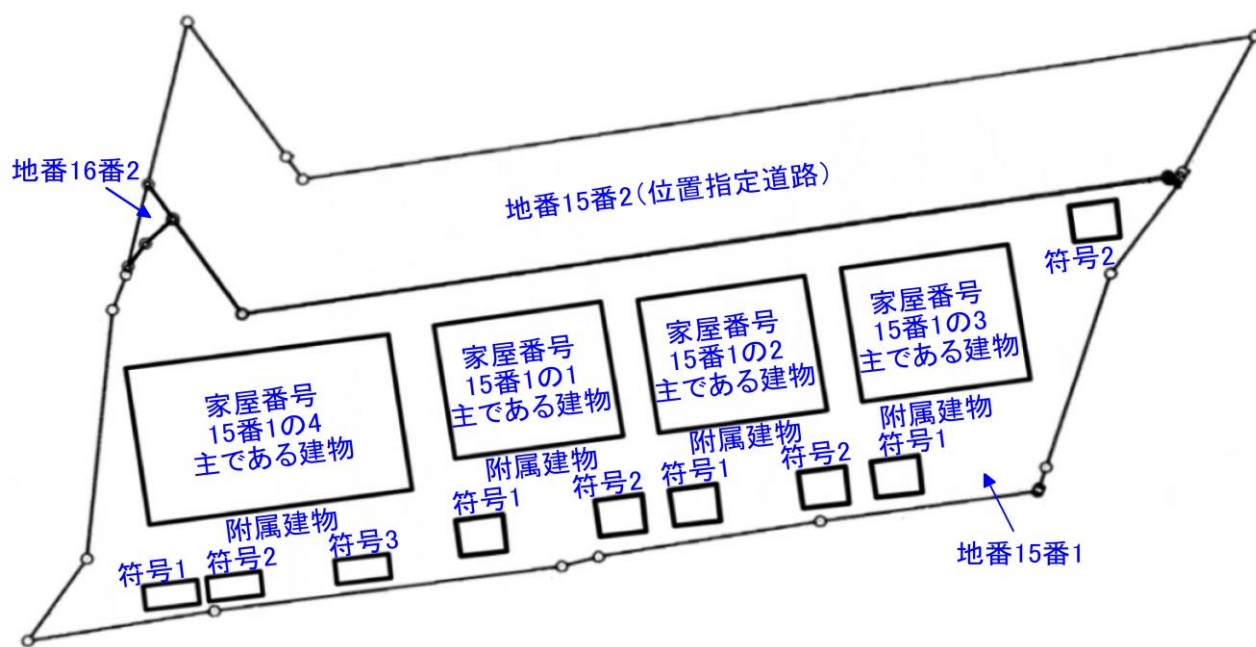 地番16番2
地番15番2(位置指定道路)
符号2
家屋番号
15番1の4
主である建物
家屋番号
15番1の1
主である建物
家屋番号
15番1の2
主である建物
家屋番号
15番1の3
主である建物
附属建物
符号1
符号2
符号3
附属建物
符号1
符号2
附属建物
符号1
符号2
附属建物
符号1
地番15番1